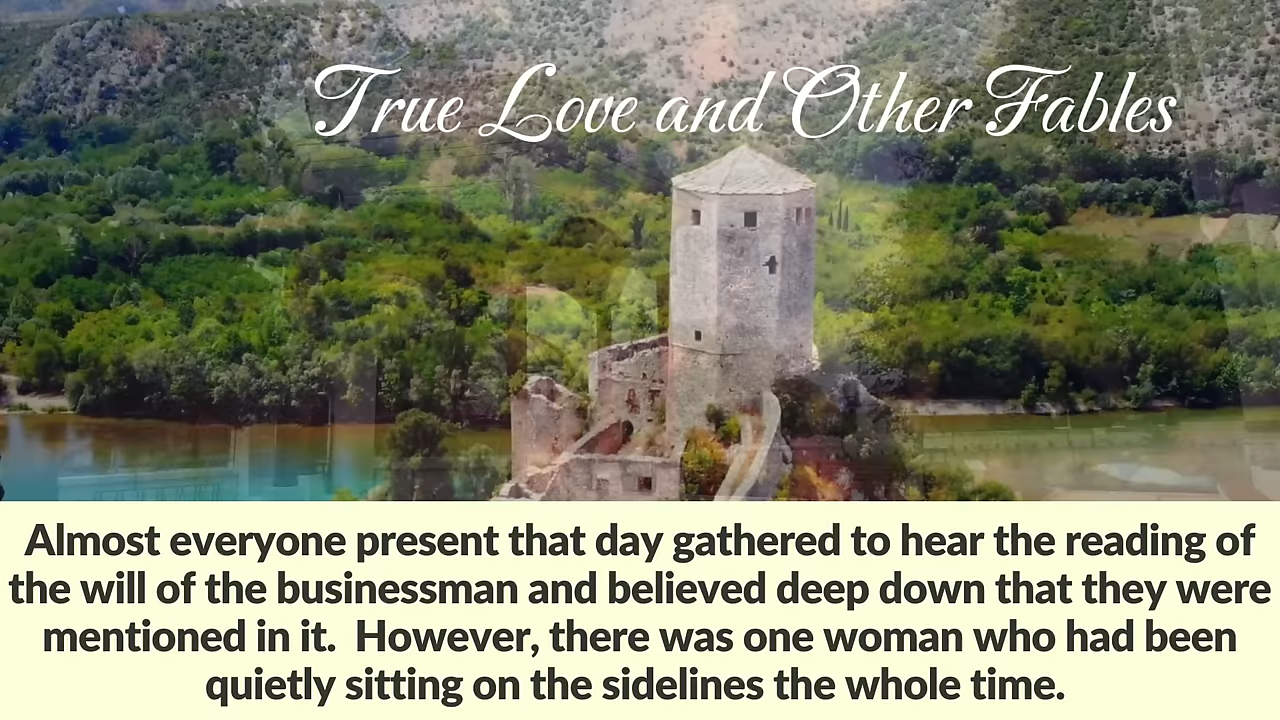 True Love and Other Fables
Almost everyone present that day gathered to hear the reading of
the will of the businessman and believed deep down that they were
mentioned in it.  However, there was one woman who had been
quietly sitting on the sidelines the whole time.